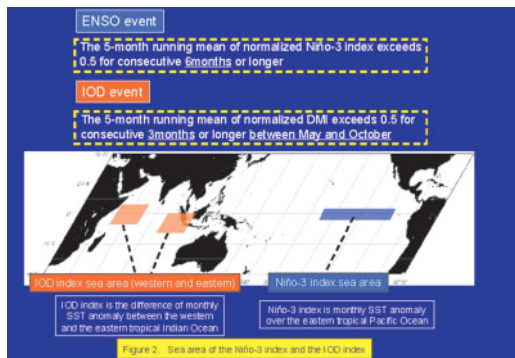 ENSO event
The 5-month running mean of normalized Niño-3 index exceeds
0.5 for consecutive 6months or longer
IOD event
The 5-month running mean of normalized DMI exceeds 0.5 for
consecutive 3months or longer between May and October
IOD index sea area (western and eastern)
Niño-3 index sea area
IOD index is the difference of monthly
SST anomaly between the western
and the eastern tropical Indian Ocean
Niño-3 index is monthly SST anomaly
over the eastern tropical Pacific Ocean
Figure 2. Sea area of the Niño-3 index and the IOD index